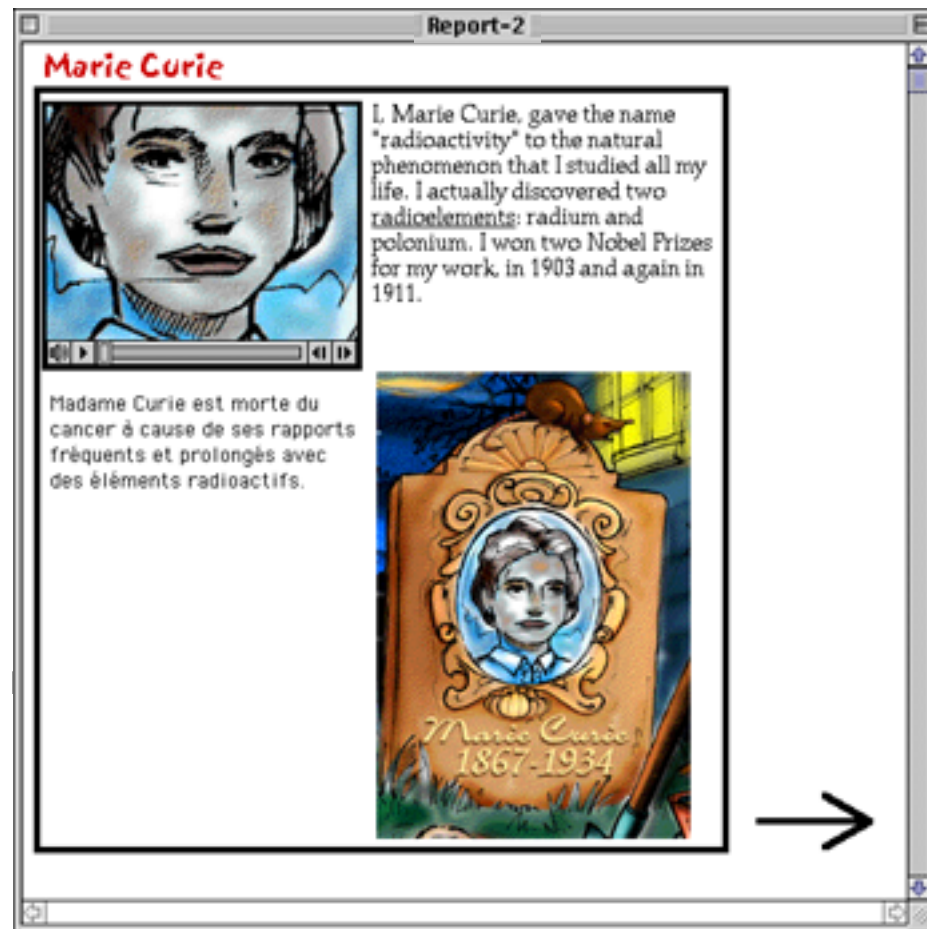 Report-2
Marie Curie
I, Marie Curie, gave the name
"radioactivity" to the natural
phenomenon that I studied all my
life. I actually discovered two
radioelements: radium and
polonium. I won two Nobel Prizes
for my work, in 1903 and again in
1911.
Madame Curie est morte du
cancer à cause de ses rapports
fréquents et prolongés avec
des éléments radioactifs.
Marie Curie
1867-1934